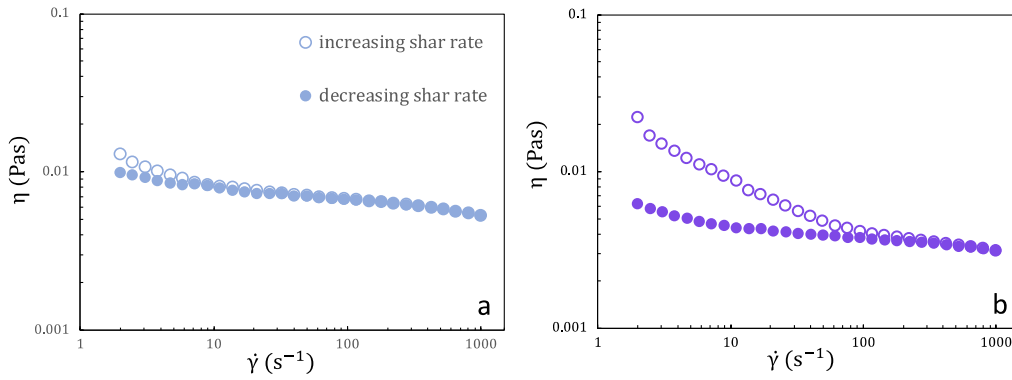 0.1
0.01
0.001
η (Pas)
increasing shar rate
decreasing shar rate
a
1
10
100
1000
γ̇ (s⁻¹)
0.1
0.01
0.001
η (Pas)
b
1
10
100
1000
γ̇ (s⁻¹)